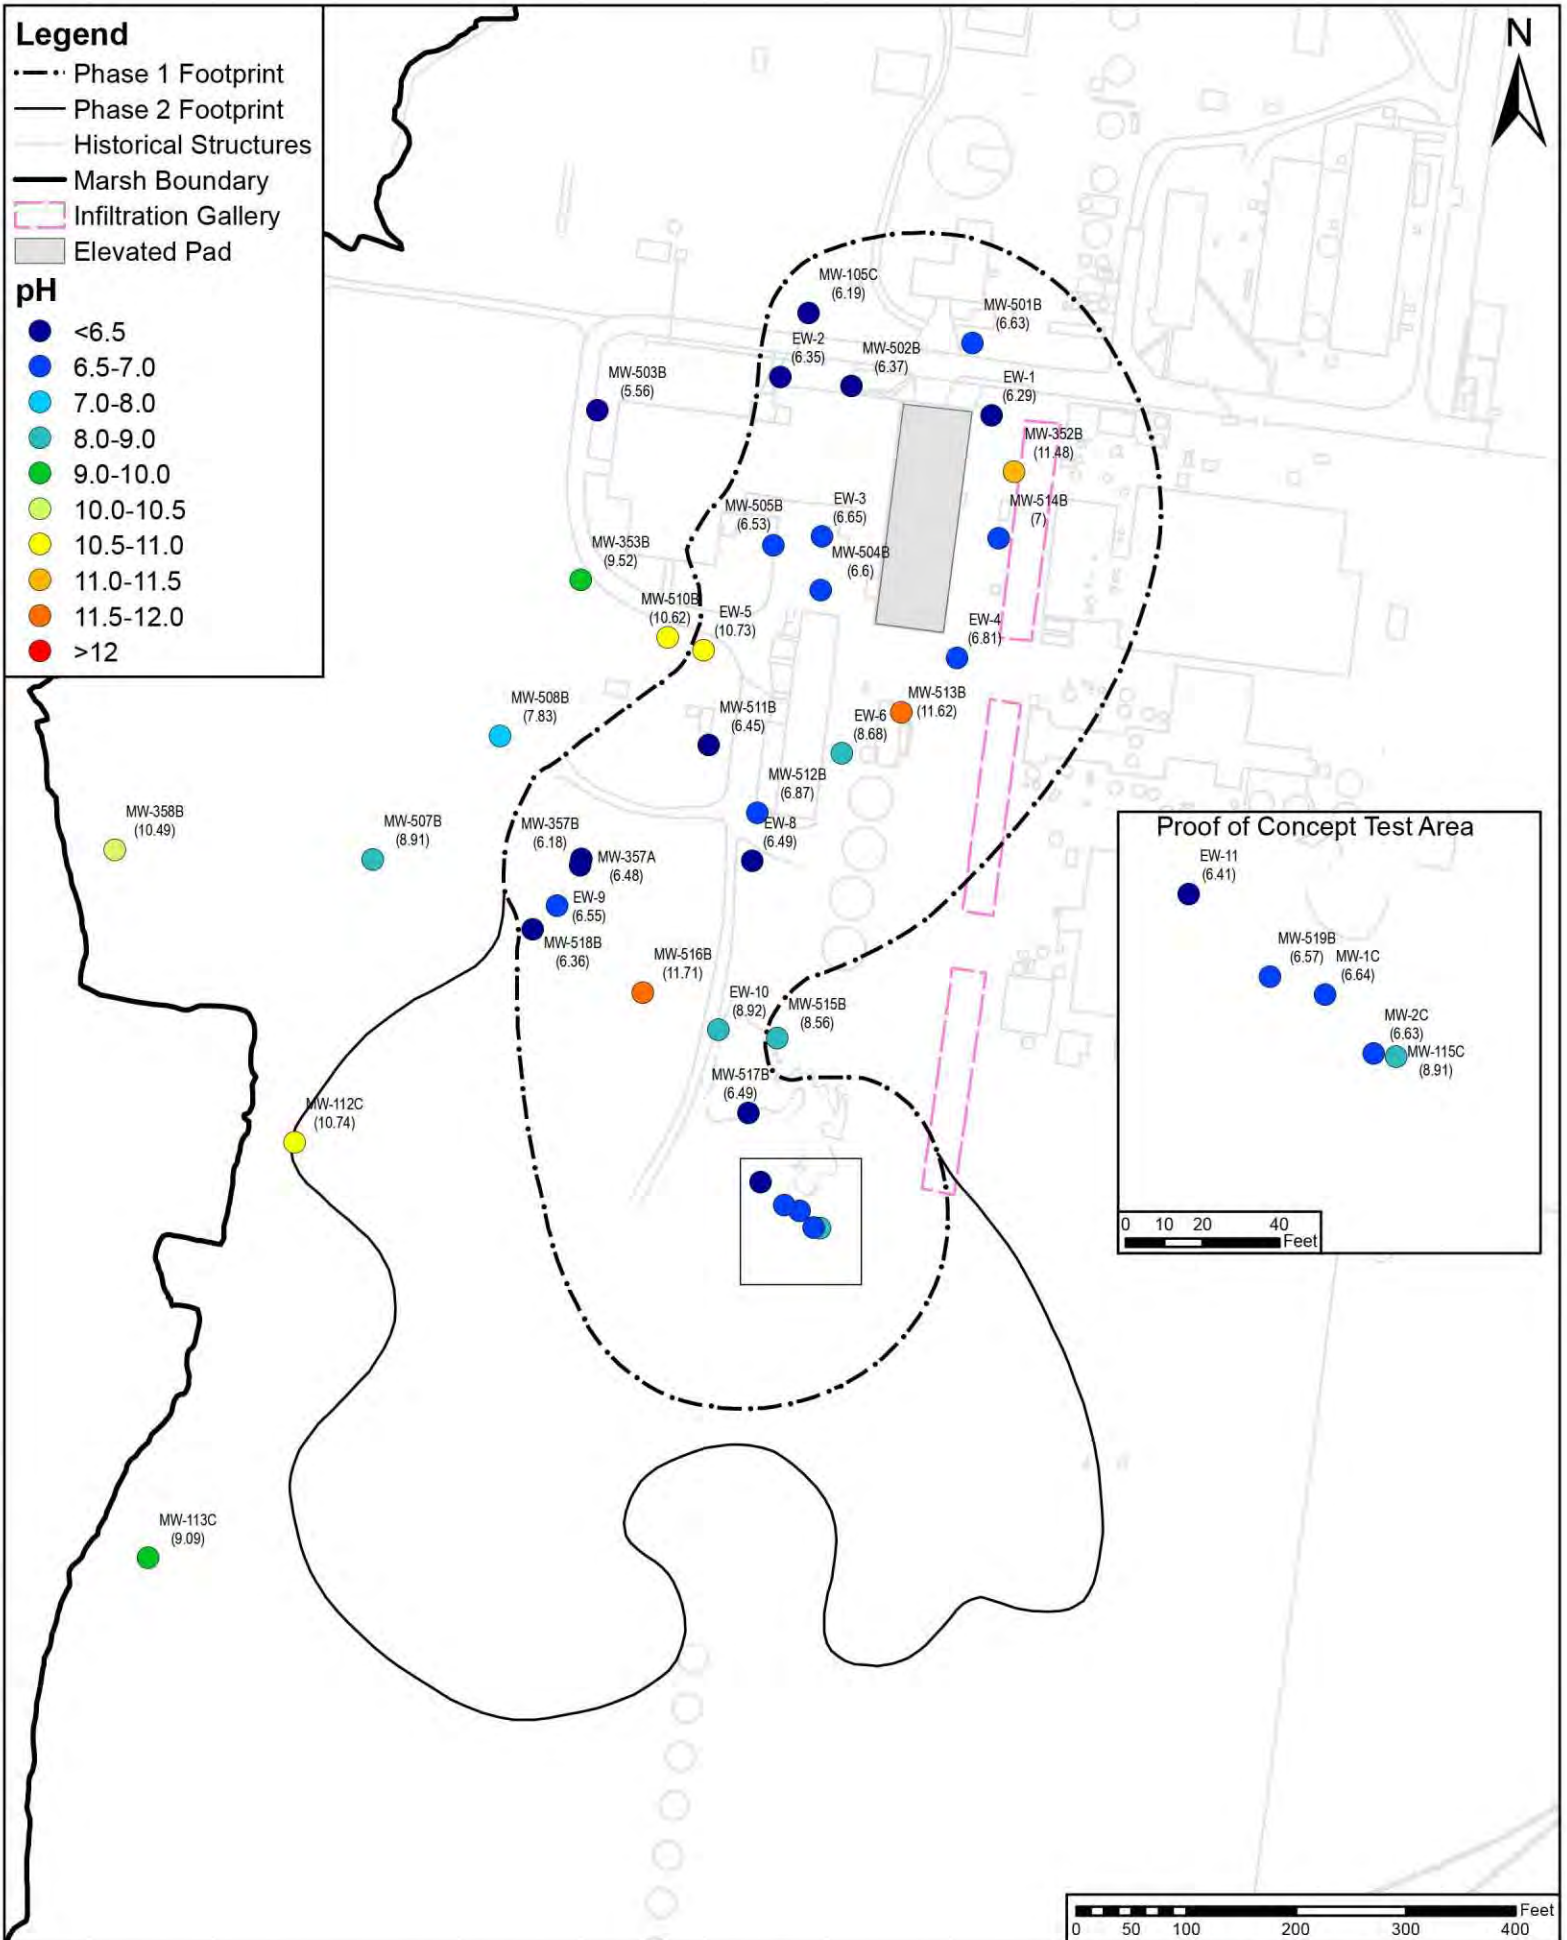 Legend
Phase 1 Footprint
Phase 2 Footprint
Historical Structures
Marsh Boundary
Infiltration Gallery
Elevated Pad
pH
<6.5
6.5-7.0
7.0-8.0
8.0-9.0
9.0-10.0
10.0-10.5
10.5-11.0
11.0-11.5
11.5-12.0
>12
N
MW-105C
(6.19)
MW-501B
(6.63)
EW-2
(6.35)
MW-502B
(6.37)
MW-503B
(5.56)
EW-1
(6.29)
MW-352B
(11.48)
MW-505B
(6.53)
EW-3
(6.65)
MW-514B
(7)
MW-353B
(9.52)
MW-504B
(6.6)
MW-510B
(10.62)
EW-5
(10.73)
EW-4
(6.81)
MW-508B
(7.83)
MW-511B
(6.45)
EW-6
(8.68)
MW-513B
(11.62)
MW-512B
(6.87)
MW-358B
(10.49)
MW-507B
(8.91)
MW-357B
(6.18)
MW-357A
(6.48)
EW-8
(6.49)
EW-9
(6.55)
MW-518B
(6.36)
MW-516B
(11.71)
EW-10
(8.92)
MW-515B
(8.56)
MW-517B
(6.49)
MW-112C
(10.74)
MW-113C
(9.09)
Proof of Concept Test Area
EW-11
(6.41)
MW-519B
(6.57)
MW-1C
(6.64)
MW-2C
(6.63)
MW-115C
(8.91)
0 10 20 40
Feet
Feet
0 50 100 200 300 400